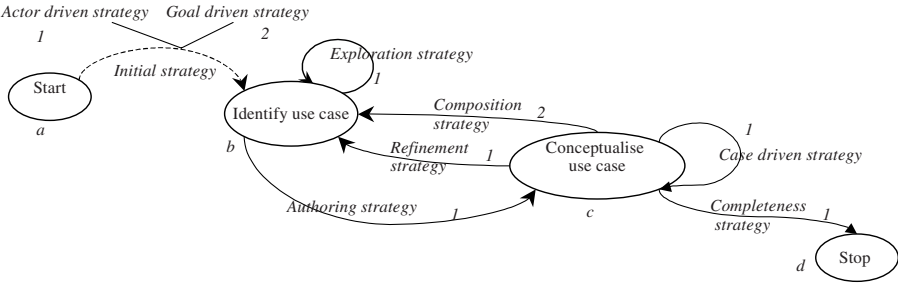 Actor driven strategy Goal driven strategy
1 2
Initial strategy
Start
a
Exploration strategy
1
Identify use case
b
Composition 2
strategy
Refinement 1
strategy
Conceptualise
use case
c
1
Case driven strategy
Authoring strategy 1
Completeness 1
strategy
Stop
d